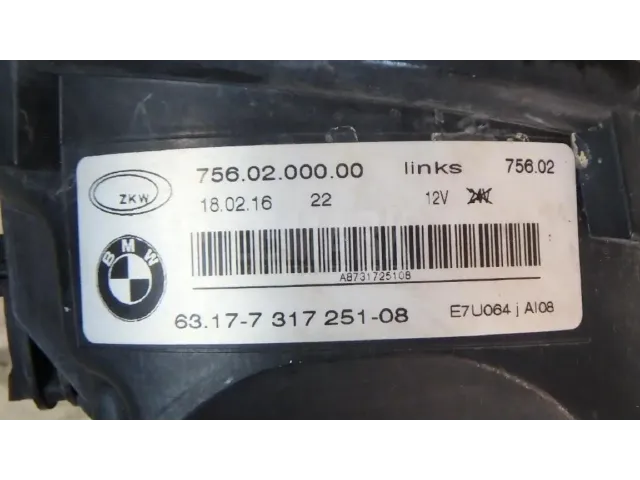 756.02.000.00 links 756.02
ZKW
18.02.16 22 12V 24V
BMW
A8731725108
63.17-7 317 251-08 E7U064 j AI08